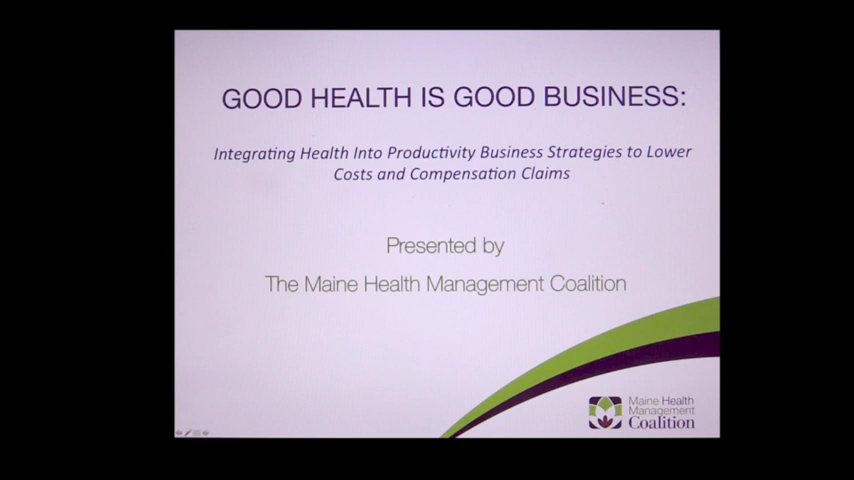 GOOD HEALTH IS GOOD BUSINESS:
Integrating Health Into Productivity Business Strategies to Lower
Costs and Compensation Claims
Presented by
The Maine Health Management Coalition
Maine Health
Management
Coalition